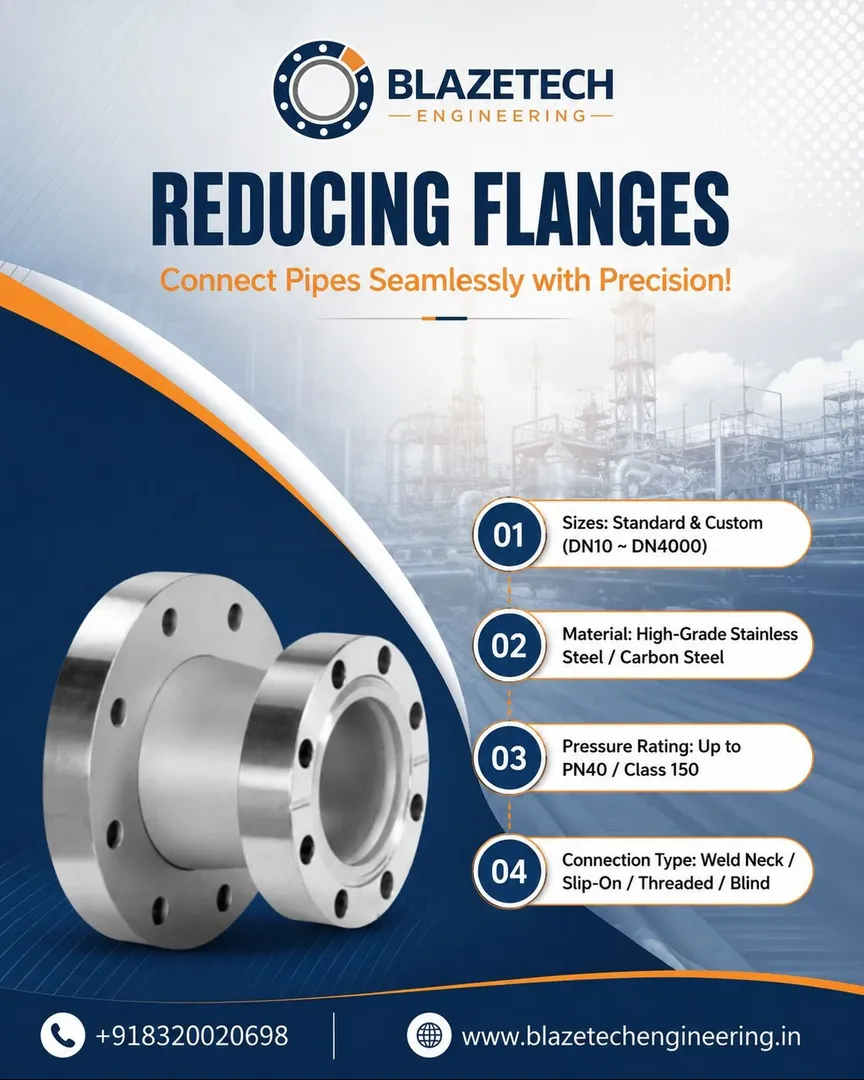 BLAZETECH
ENGINEERING
REDUCING FLANGES
Connect Pipes Seamlessly with Precision!
01
Sizes: Standard & Custom
(DN10 ~ DN4000)
02
Material: High-Grade Stainless
Steel / Carbon Steel
03
Pressure Rating: Up to
PN40 / Class 150
04
Connection Type: Weld Neck /
Slip-On / Threaded / Blind
+918320020698
www.blazetechengineering.in